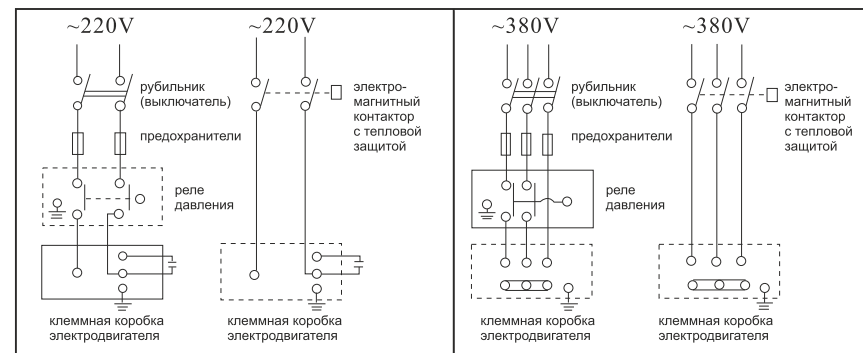 ~220V
~220V
рубильник
(выключатель)
электро-
магнитный
контактор
с тепловой
защитой
предохранители
реле
давления
клеммная коробка
электродвигателя
клеммная коробка
электродвигателя
~380V
~380V
рубильник
(выключатель)
электро-
магнитный
контактор
с тепловой
защитой
предохранители
реле
давления
клеммная коробка
электродвигателя
клеммная коробка
электродвигателя